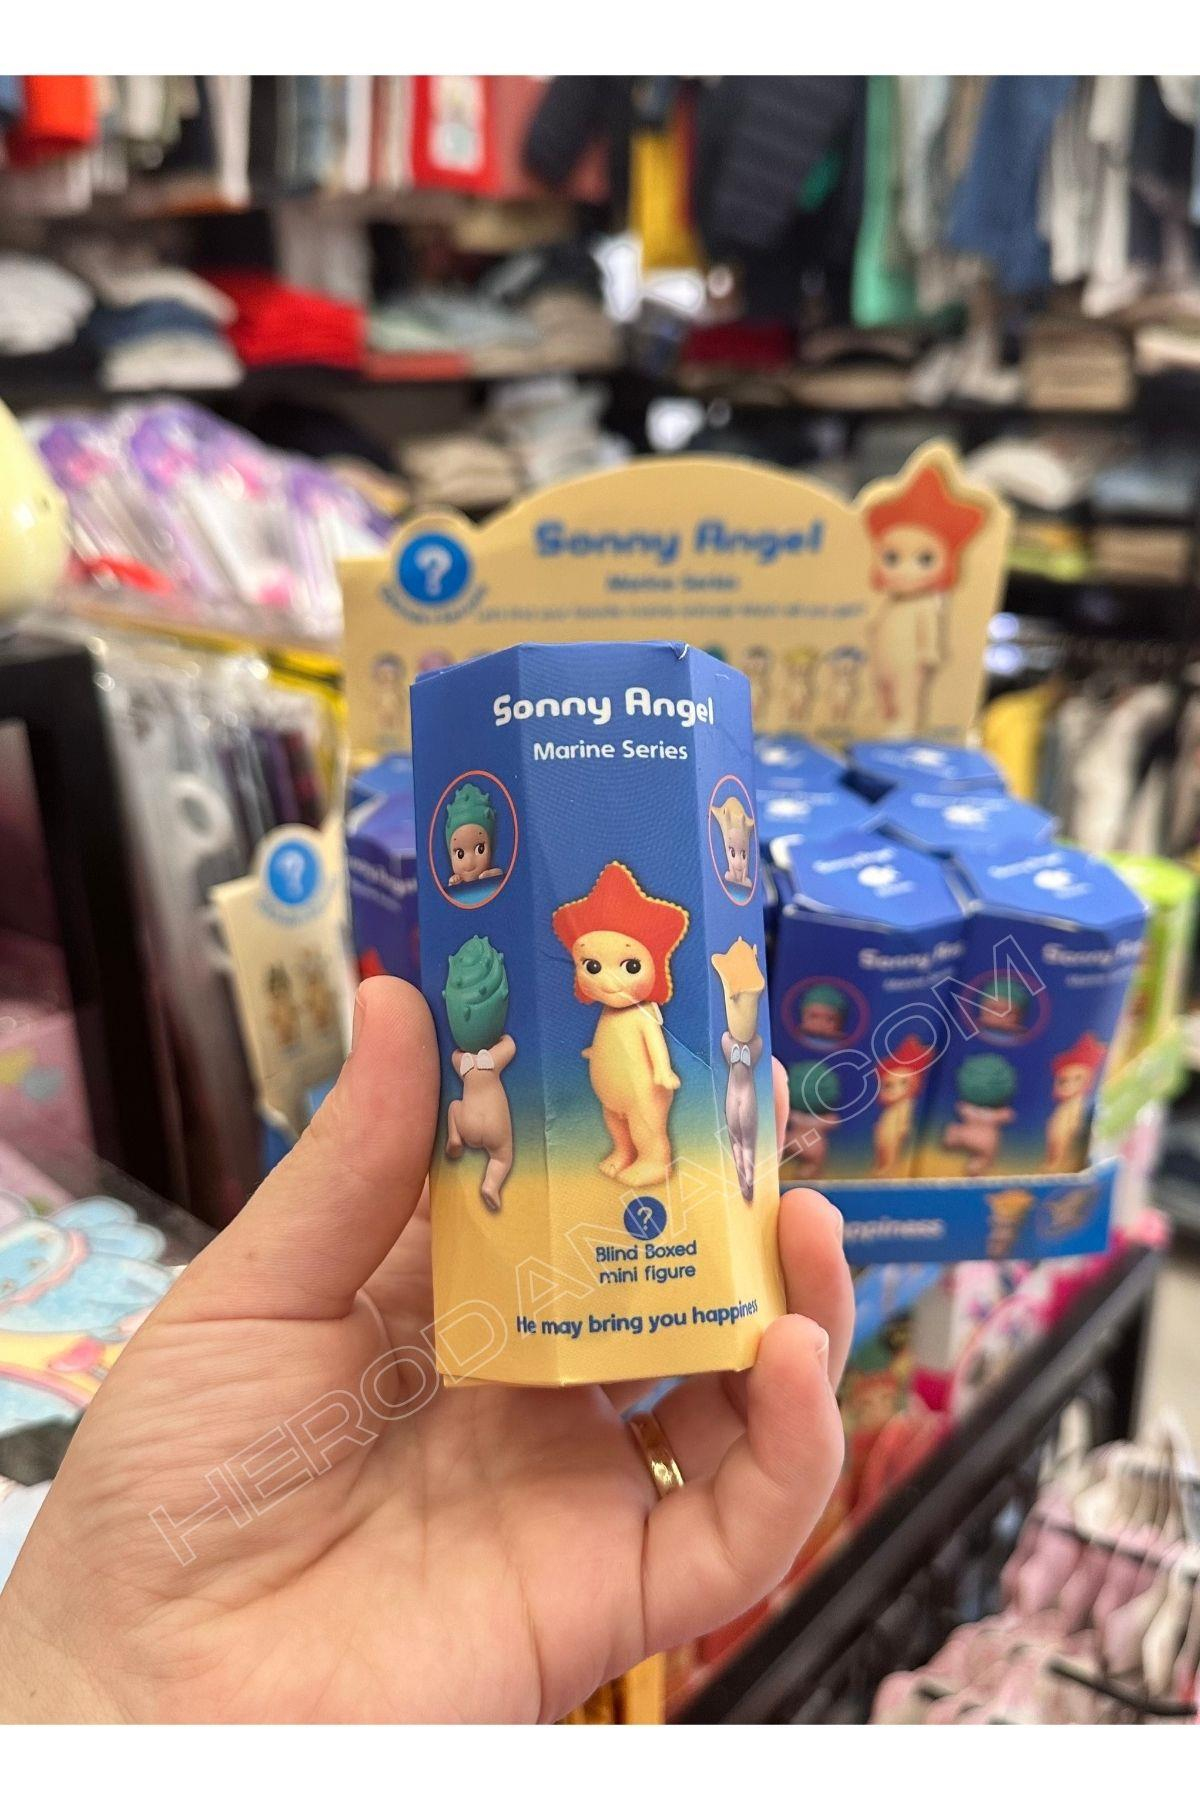 Sonny Angel
Marine Series
?
Sonny Angel
Marine Series
?
Blind Boxed
mini figure
He may bring you happiness
?
happiness
HERODANAL.COM